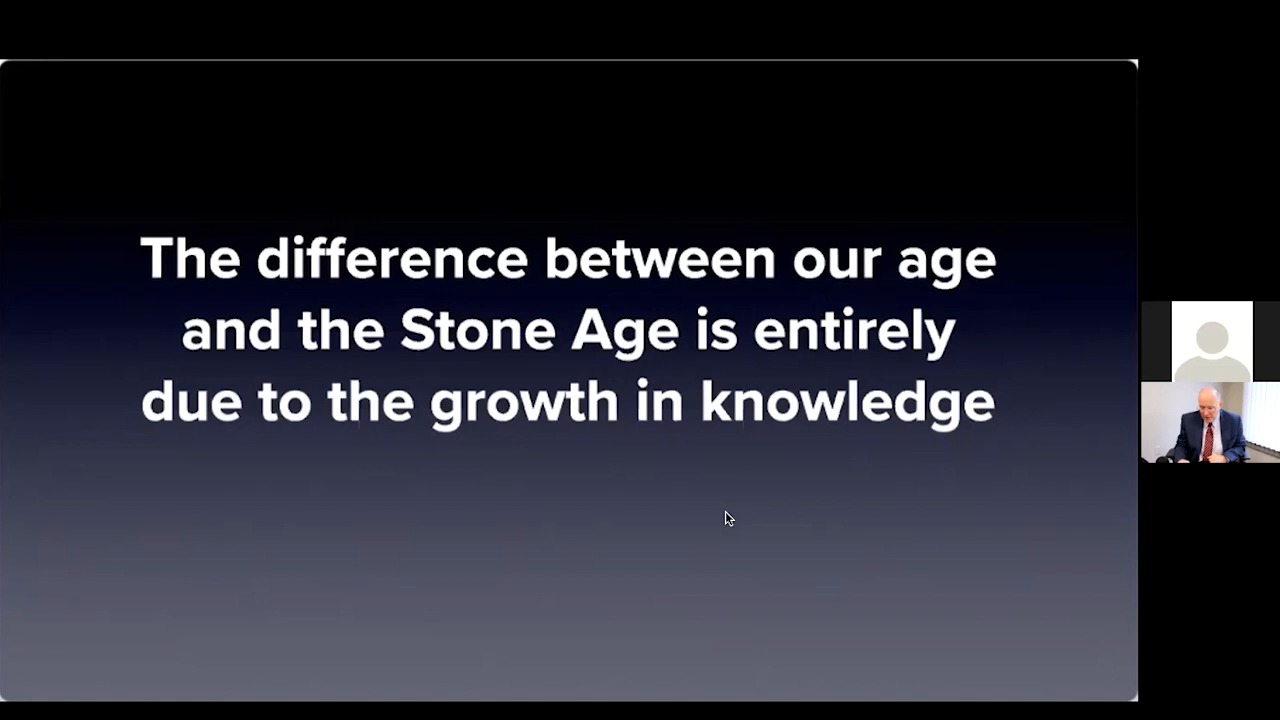 The difference between our age
and the Stone Age is entirely
due to the growth in knowledge